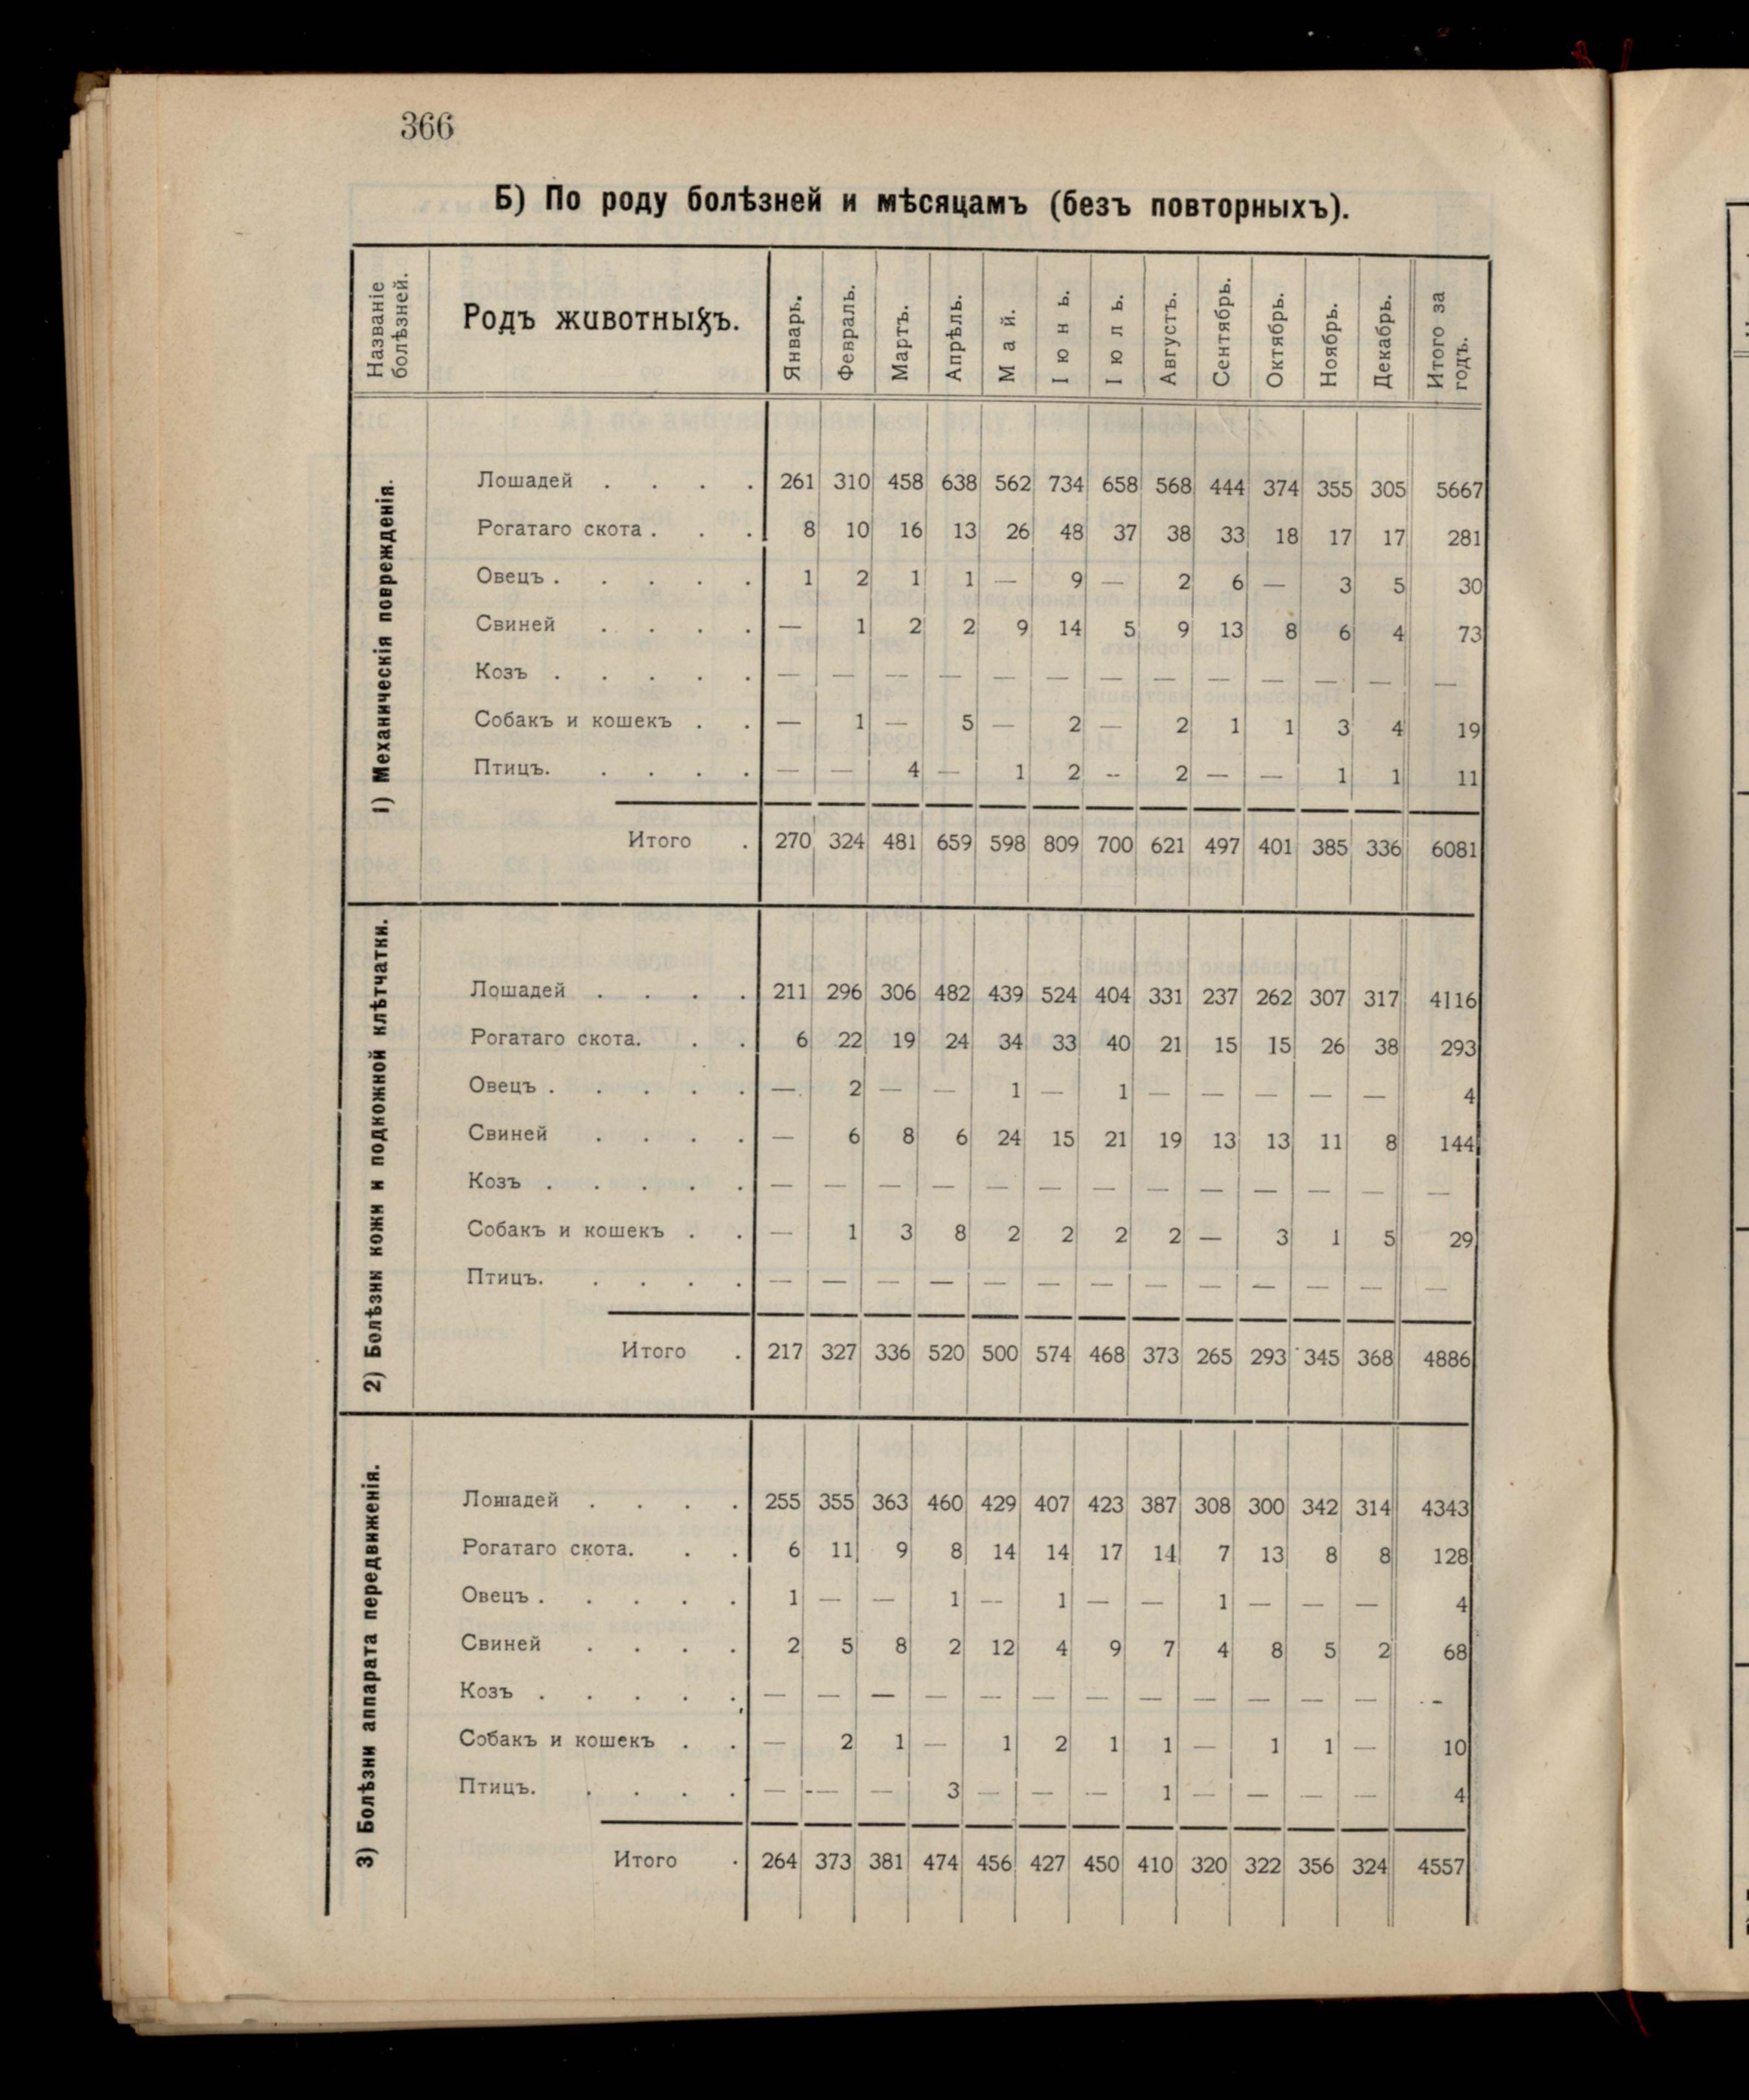 366
Б) По роду болѣзней и мѣсяцамъ (безъ повторныхъ).
Названіе болѣзней. Родъ животныхъ. Январь. Февраль. Мартъ. Апрѣль. Май. Іюнь. Іюль. Августъ. Сентябрь. Октябрь. Ноябрь. Декабрь. Итого за годъ.
1) Механическія поврежденія.
Лошадей . . . . 261 310 458 638 562 734 658 568 444 374 355 305 5667
Рогатаго скота . . . 8 10 16 13 26 48 37 38 33 18 17 17 281
Овецъ . . . . . 1 2 1 1 — 9 — 2 6 — 3 5 30
Свиней . . . . — 1 2 2 9 14 5 9 13 8 6 4 73
Козъ . . . . . — — — — — — — — — — — — —
Собакъ и кошекъ . . — 1 — 5 — 2 — 2 1 1 3 4 19
Птицъ. . . . . — — 4 — 1 2 -- 2 — — 1 1 11
Итого . 270 324 481 659 598 809 700 621 497 401 385 336 6081
2) Болѣзни кожи и подкожной клѣтчатки.
Лошадей . . . . 211 296 306 482 439 524 404 331 237 262 307 317 4116
Рогатаго скота. . . 6 22 19 24 34 33 40 21 15 15 26 38 293
Овецъ . . . . . — 2 — — 1 — 1 — — — — — 4
Свиней . . . . — 6 8 6 24 15 21 19 13 13 11 8 144
Козъ . . . . . — — — — — — — — — — — — —
Собакъ и кошекъ . . — 1 3 8 2 2 2 2 — 3 1 5 29
Птицъ. . . . . — — — — — — — — — — — — —
Итого . 217 327 336 520 500 574 468 373 265 293 345 368 4886
3) Болѣзни аппарата передвиженія.
Лошадей . . . . 255 355 363 460 429 407 423 387 308 300 342 314 4343
Рогатаго скота. . . 6 11 9 8 14 14 17 14 7 13 8 8 128
Овецъ . . . . . 1 — — 1 -- 1 — — 1 — — — 4
Свиней . . . . 2 5 8 2 12 4 9 7 4 8 5 2 68
Козъ . . . . . — — — — — — — — — — — — --
Собакъ и кошекъ . . — 2 1 — 1 2 1 1 — 1 1 — 10
Птицъ. . . . . — -— — 3 — — — 1 — — — — 4
Итого . 264 373 381 474 456 427 450 410 320 322 356 324 4557